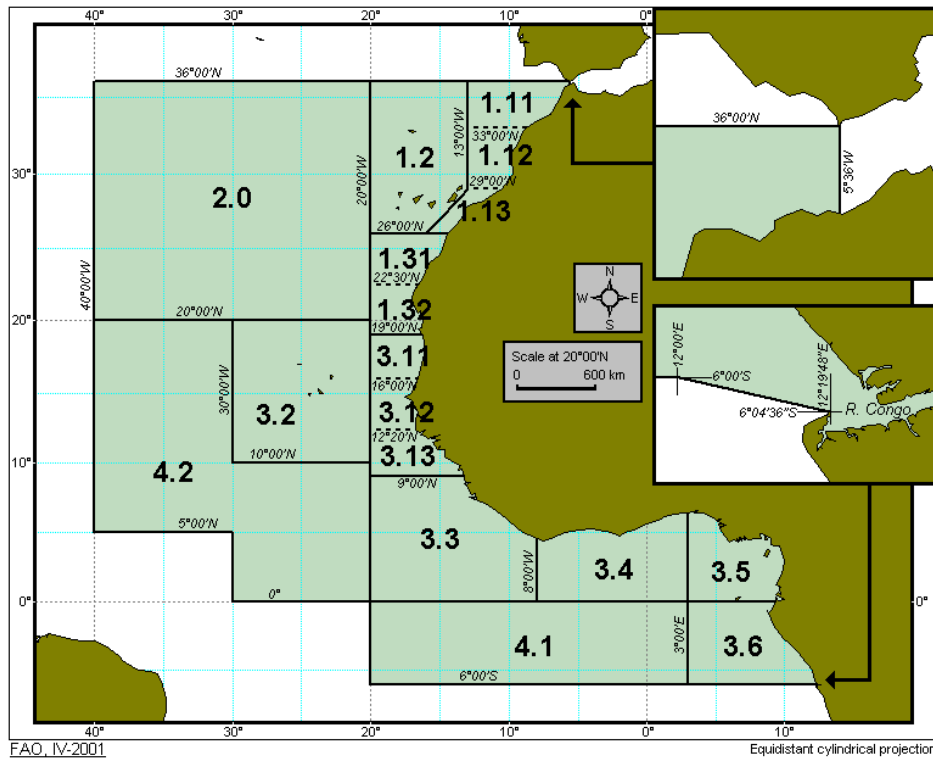 40° 30° 20° 10° 0°
36°00'N
36°00'N
1.11
33°00'N
13°00'W
1.2
1.12
20°00'W
29°00'N
5°36'W
30°
2.0
1.13
26°00'N
1.31
22°30'N
40°00'W
1.32
N
W E
S
20°
20°00'N
19°00'N
3.11
16°00'N
Scale at 20°00'N
0 600 km
12°00'E
12°19'48"E
6°00'S
6°04'36"S
R. Congo
30°00'W
3.2
3.12
12°20'N
3.13
10°
10°00'N
9°00'N
4.2
5°00'N
3.3
8°00'W
3.4
3.5
0°
0°
0°
4.1
3°00'E
3.6
6°00'S
40° 30° 20° 10° 0° 10°
FAO, IV-2001
Equidistant cylindrical projection